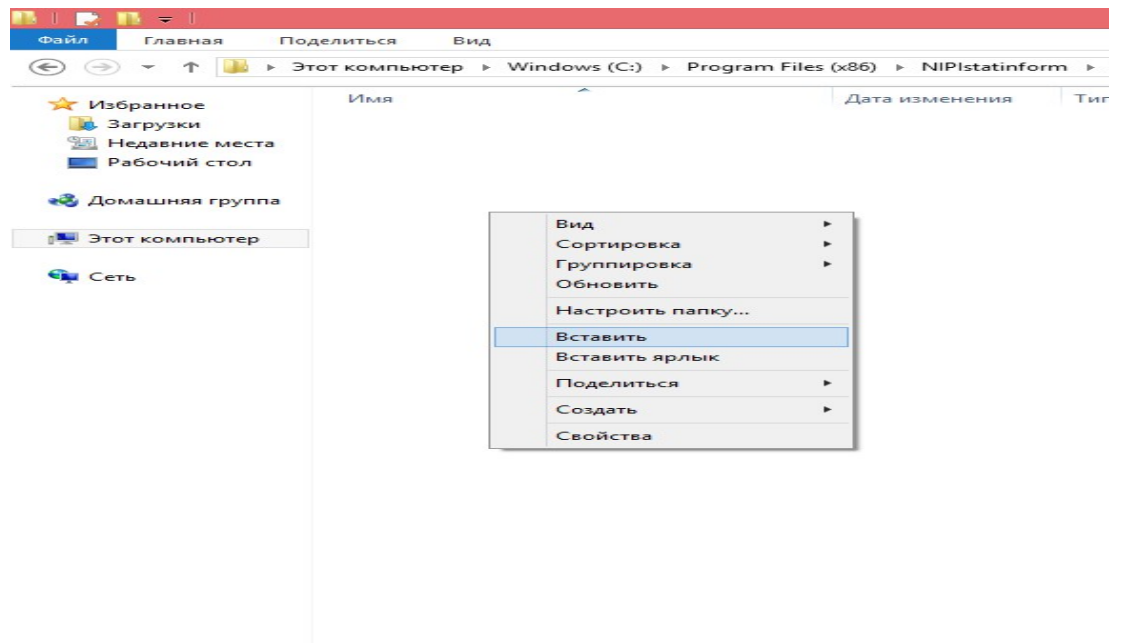 Файл Главная Поделиться Вид
Этот компьютер Windows (C:) Program Files (x86) NIPIstatinform
Имя Дата изменения Тип
Избранное
Загрузки
Недавние места
Рабочий стол
Домашняя группа
Этот компьютер
Сеть
Вид
Сортировка
Группировка
Обновить
Настроить папку...
Вставить
Вставить ярлык
Поделиться
Создать
Свойства